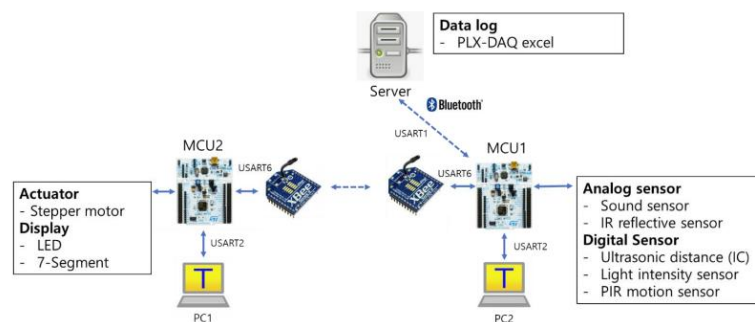 Data log
- PLX-DAQ excel
Server
Bluetooth
USART1
MCU2
MCU1
USART6
USART6
XBee
XBee
Actuator
- Stepper motor
Display
- LED
- 7-Segment
Analog sensor
- Sound sensor
- IR reflective sensor
Digital Sensor
- Ultrasonic distance (IC)
- Light intensity sensor
- PIR motion sensor
USART2
USART2
T
T
PC1
PC2